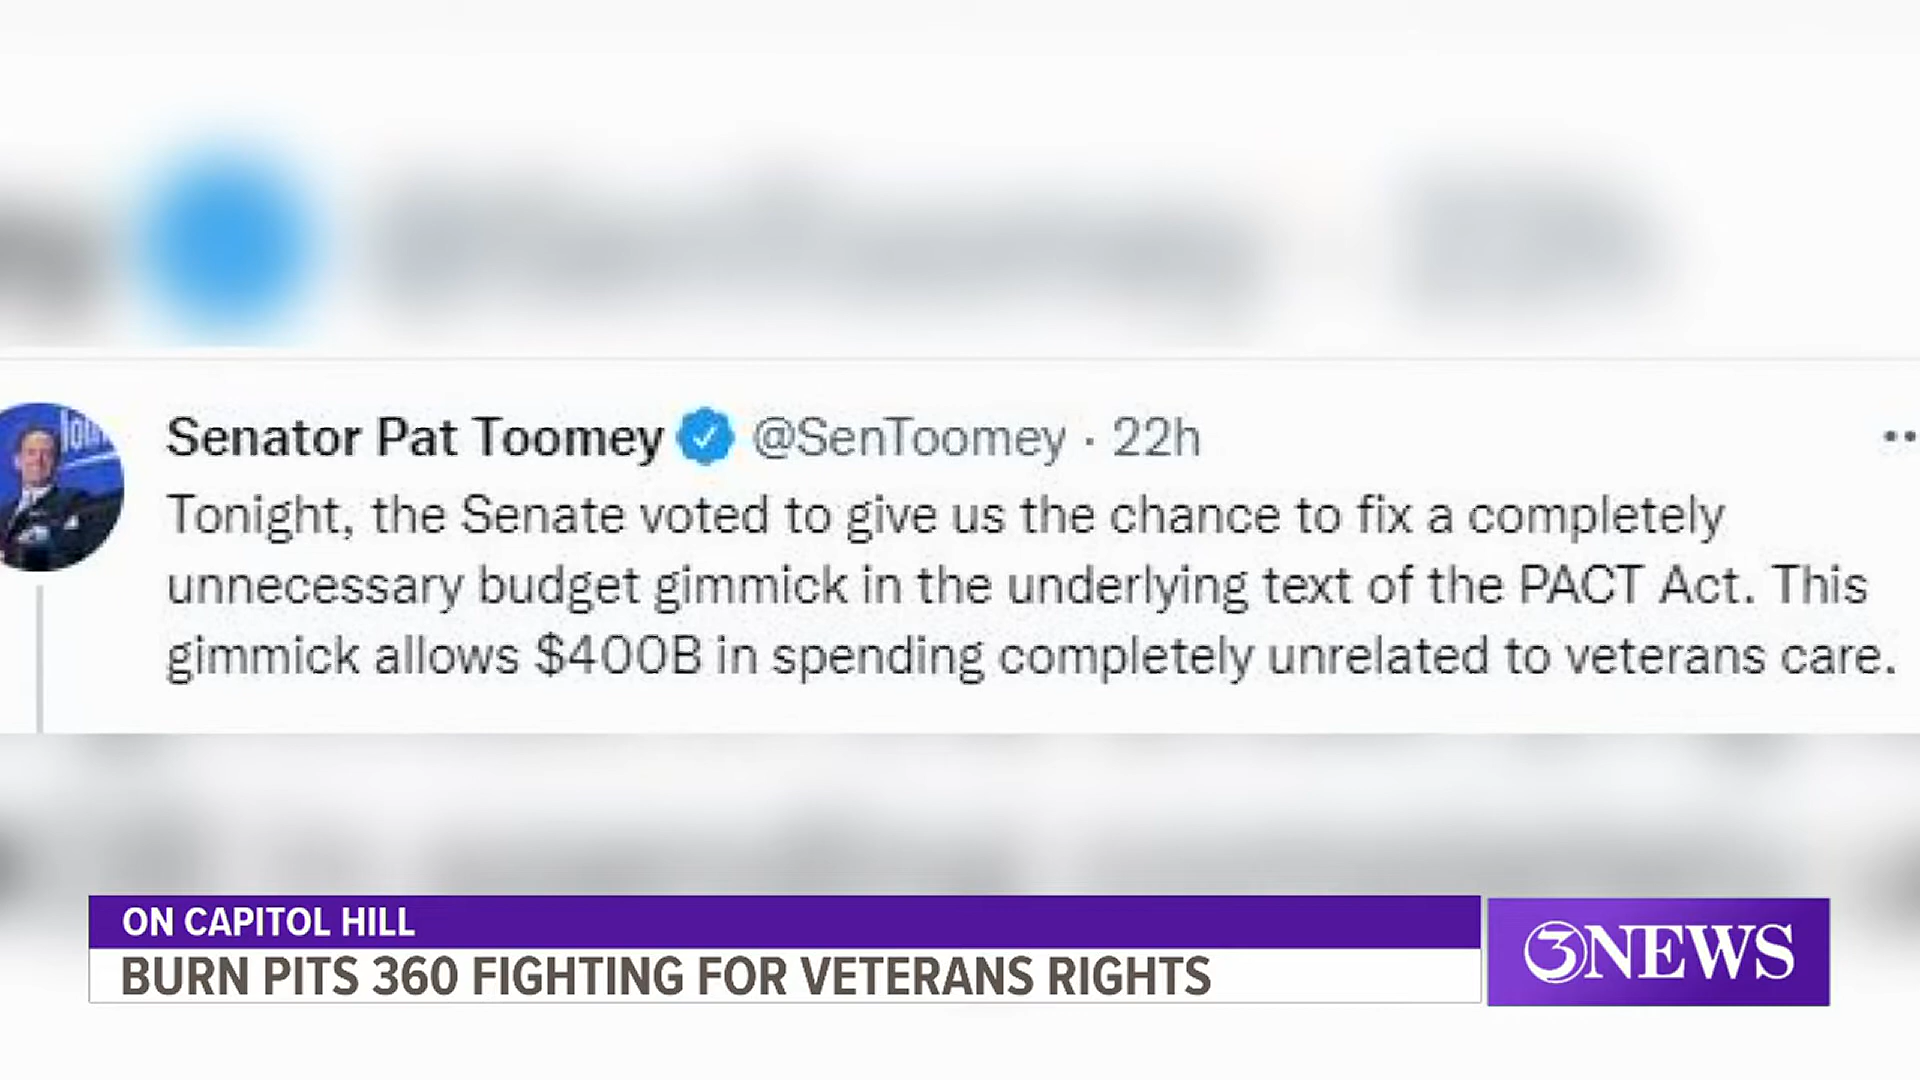 Senator Pat Toomey @SenToomey · 22h
Tonight, the Senate voted to give us the chance to fix a completely
unnecessary budget gimmick in the underlying text of the PACT Act. This
gimmick allows $400B in spending completely unrelated to veterans care.
ON CAPITOL HILL
BURN PITS 360 FIGHTING FOR VETERANS RIGHTS
3NEWS